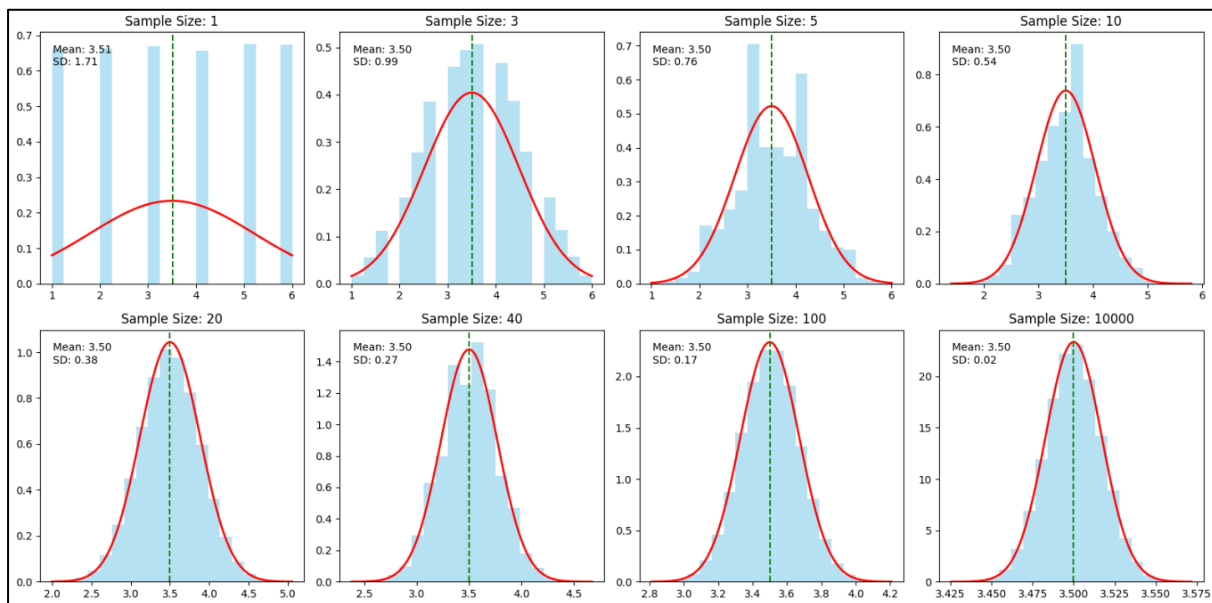 Sample Size: 1
Mean: 3.51
SD: 1.71
0.7
0.6
0.5
0.4
0.3
0.2
0.1
0.0
1 2 3 4 5 6
Sample Size: 3
Mean: 3.50
SD: 0.99
0.5
0.4
0.3
0.2
0.1
0.0
1 2 3 4 5 6
Sample Size: 5
Mean: 3.50
SD: 0.76
0.7
0.6
0.5
0.4
0.3
0.2
0.1
0.0
1 2 3 4 5 6
Sample Size: 10
Mean: 3.50
SD: 0.54
0.8
0.6
0.4
0.2
0.0
2 3 4 5 6
Sample Size: 20
Mean: 3.50
SD: 0.38
1.0
0.8
0.6
0.4
0.2
0.0
2.0 2.5 3.0 3.5 4.0 4.5 5.0
Sample Size: 40
Mean: 3.50
SD: 0.27
1.4
1.2
1.0
0.8
0.6
0.4
0.2
0.0
2.5 3.0 3.5 4.0 4.5
Sample Size: 100
Mean: 3.50
SD: 0.17
2.0
1.5
1.0
0.5
0.0
2.8 3.0 3.2 3.4 3.6 3.8 4.0 4.2
Sample Size: 10000
Mean: 3.50
SD: 0.02
20
15
10
5
0
3.425 3.450 3.475 3.500 3.525 3.550 3.575